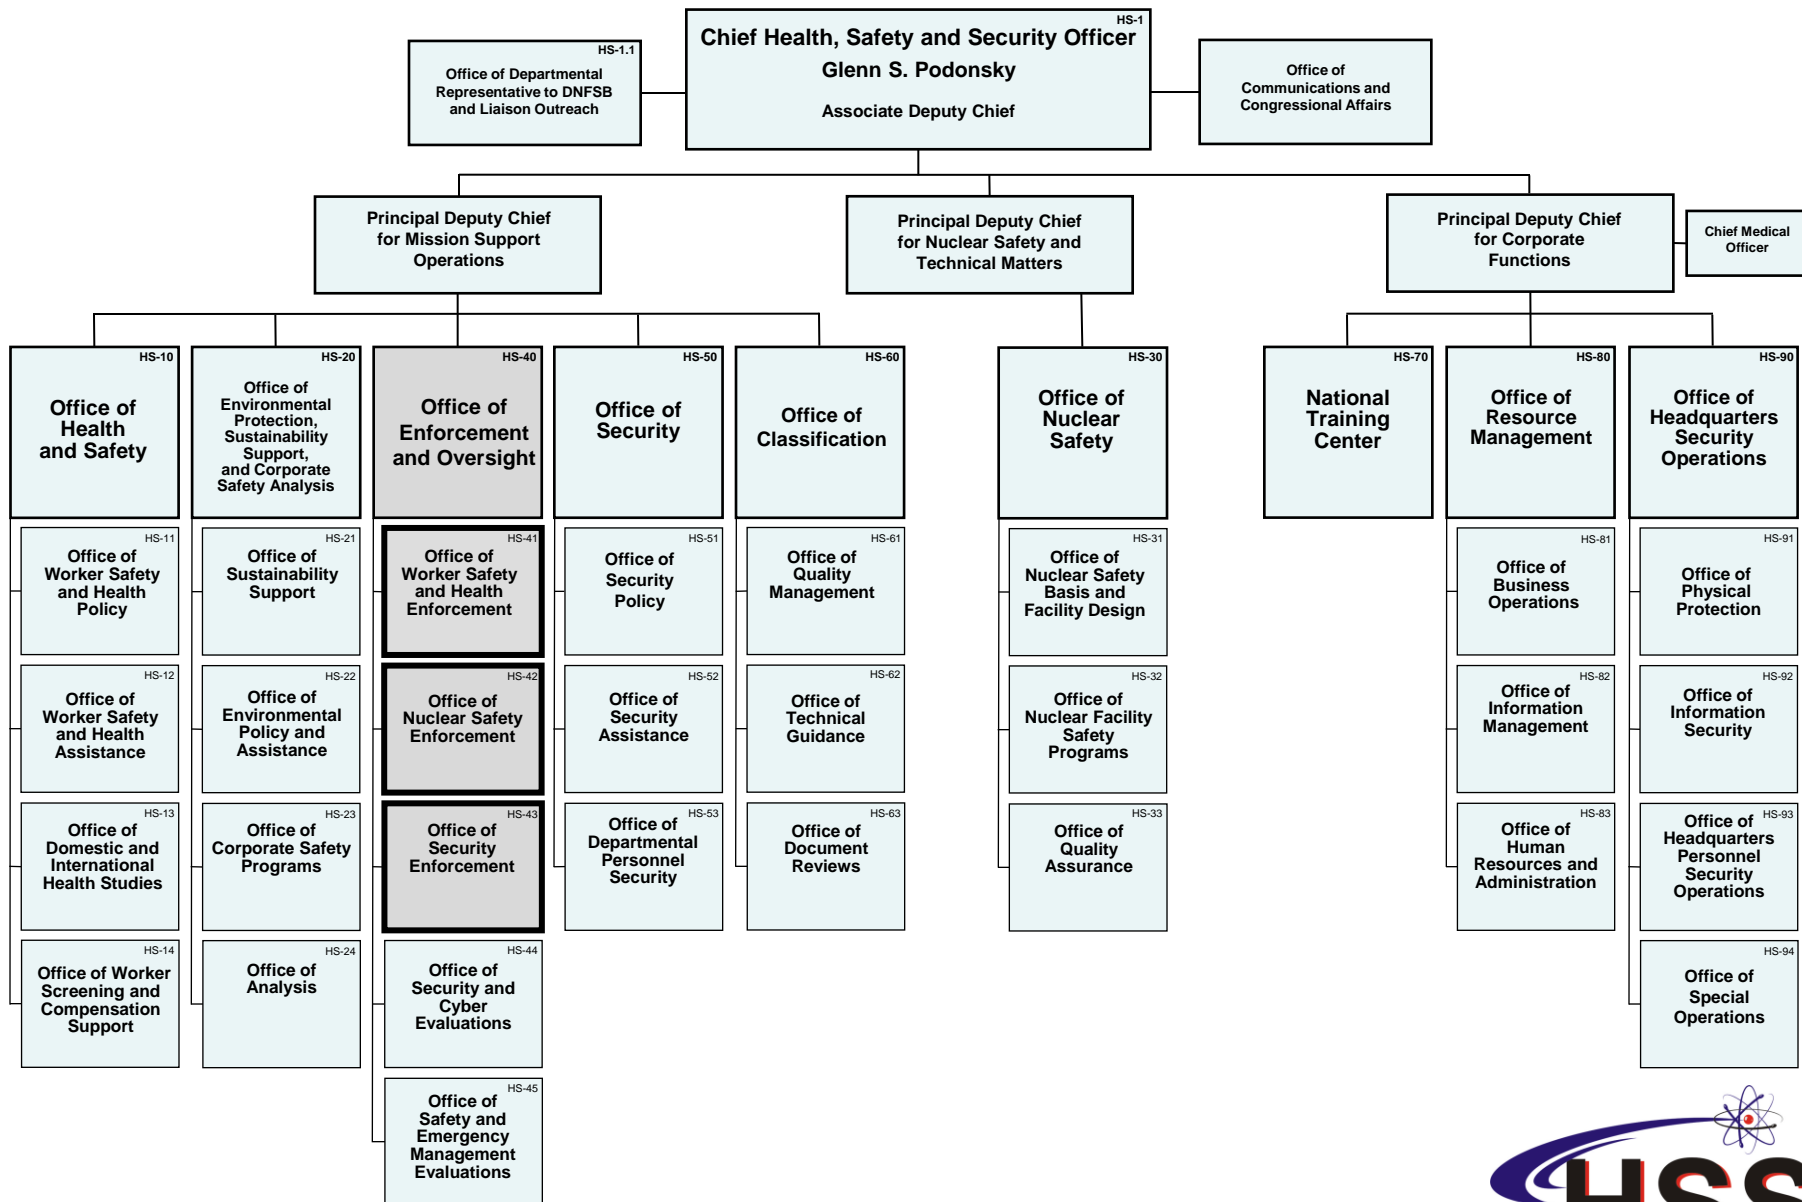 HS-1
Chief Health, Safety and Security Officer
Glenn S. Podonsky
Associate Deputy Chief
HS-1.1
Office of Departmental
Representative to DNFSB
and Liaison Outreach
Office of
Communications and
Congressional Affairs
Principal Deputy Chief
for Mission Support
Operations
Principal Deputy Chief
for Nuclear Safety and
Technical Matters
Principal Deputy Chief
for Corporate
Functions
Chief Medical
Officer
HS-10
Office of
Health
and Safety
HS-11
Office of
Worker Safety
and Health
Policy
HS-12
Office of
Worker Safety
and Health
Assistance
HS-13
Office of
Domestic and
International
Health Studies
HS-14
Office of Worker
Screening and
Compensation
Support
HS-20
Office of
Environmental
Protection,
Sustainability
Support,
and Corporate
Safety Analysis
HS-21
Office of
Sustainability
Support
HS-22
Office of
Environmental
Policy and
Assistance
HS-23
Office of
Corporate Safety
Programs
HS-24
Office of
Analysis
HS-40
Office of
Enforcement
and Oversight
HS-41
Office of
Worker Safety
and Health
Enforcement
HS-42
Office of
Nuclear Safety
Enforcement
HS-43
Office of
Security
Enforcement
HS-44
Office of
Security and
Cyber
Evaluations
HS-45
Office of
Safety and
Emergency
Management
Evaluations
HS-50
Office of
Security
HS-51
Office of
Security
Policy
HS-52
Office of
Security
Assistance
HS-53
Office of
Departmental
Personnel
Security
HS-60
Office of
Classification
HS-61
Office of
Quality
Management
HS-62
Office of
Technical
Guidance
HS-63
Office of
Document
Reviews
HS-30
Office of
Nuclear
Safety
HS-31
Office of
Nuclear Safety
Basis and
Facility Design
HS-32
Office of
Nuclear Facility
Safety
Programs
HS-33
Office of
Quality
Assurance
HS-70
National
Training
Center
HS-80
Office of
Resource
Management
HS-81
Office of
Business
Operations
HS-82
Office of
Information
Management
HS-83
Office of
Human
Resources and
Administration
HS-90
Office of
Headquarters
Security
Operations
HS-91
Office of
Physical
Protection
HS-92
Office of
Information
Security
HS-93
Office of
Headquarters
Personnel
Security
Operations
HS-94
Office of
Special
Operations
HSS